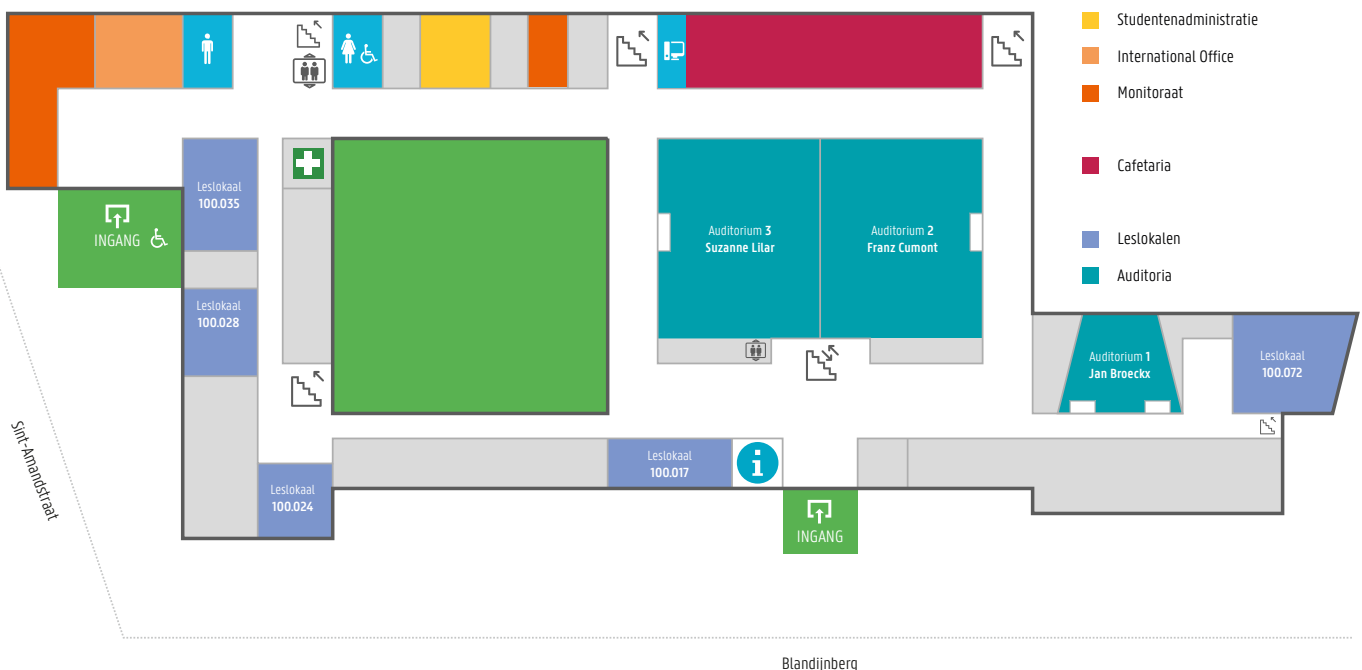 Studentenadministratie
International Office
Monitoraat
Cafetaria
Leslokalen
Auditoria
Leslokaal
100.035
INGANG
Auditorium 3
Suzanne Lilar
Auditorium 2
Franz Cumont
Leslokaal
100.028
Auditorium 1
Jan Broeckx
Leslokaal
100.072
Sint-Amandstraat
Leslokaal
100.017
i
Leslokaal
100.024
INGANG
Blandijnberg